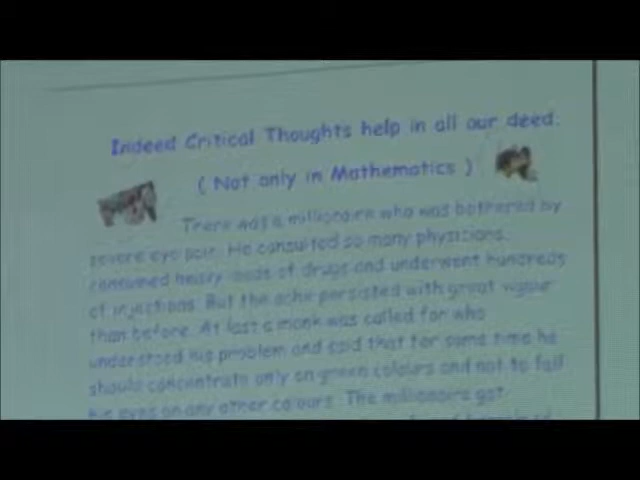 Indeed Critical Thoughts help in all our deed.
( Not only in Mathematics )
There was a millionaire who was bothered by
severe eye pain. He consulted so many physicians,
consumed heavy loads of drugs and underwent hundreds
of injections. But the ache persisted with great vigour
than before. At last a monk was called for who
understood his problem and said that for some time he
should concentrate only on green colours and not to fall
his eyes on any other colours. The millionaire got